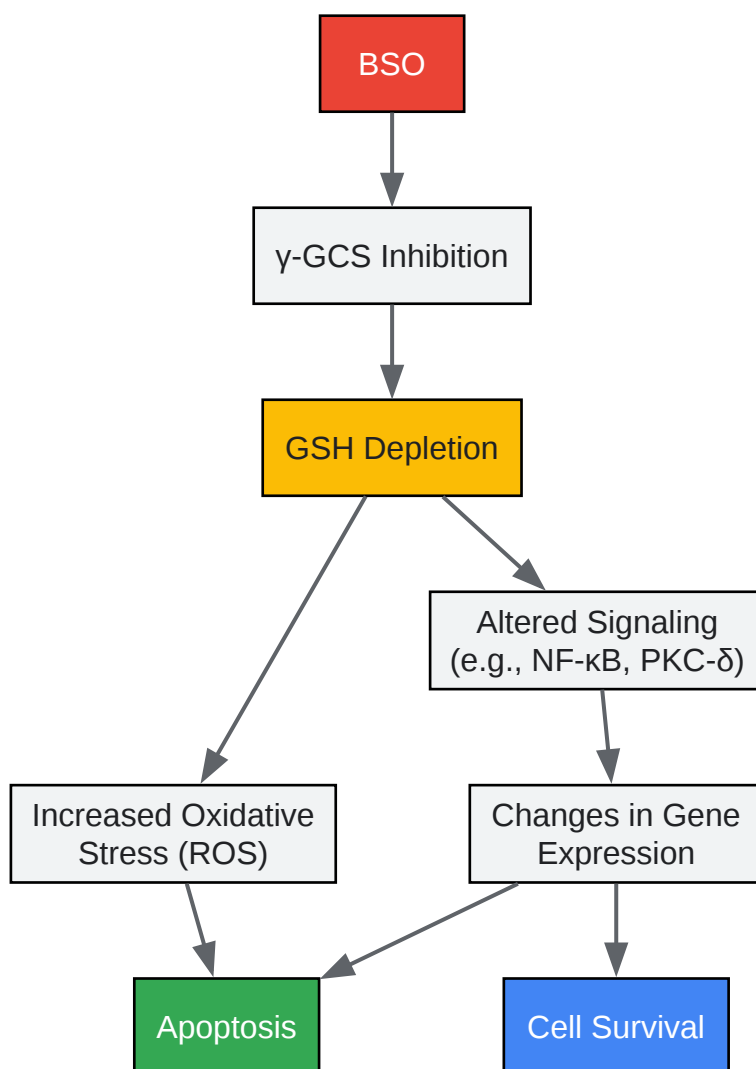 BSO
γ-GCS Inhibition
GSH Depletion
Altered Signaling
(e.g., NF-κB, PKC-δ)
Increased Oxidative
Stress (ROS)
Changes in Gene
Expression
Apoptosis
Cell Survival